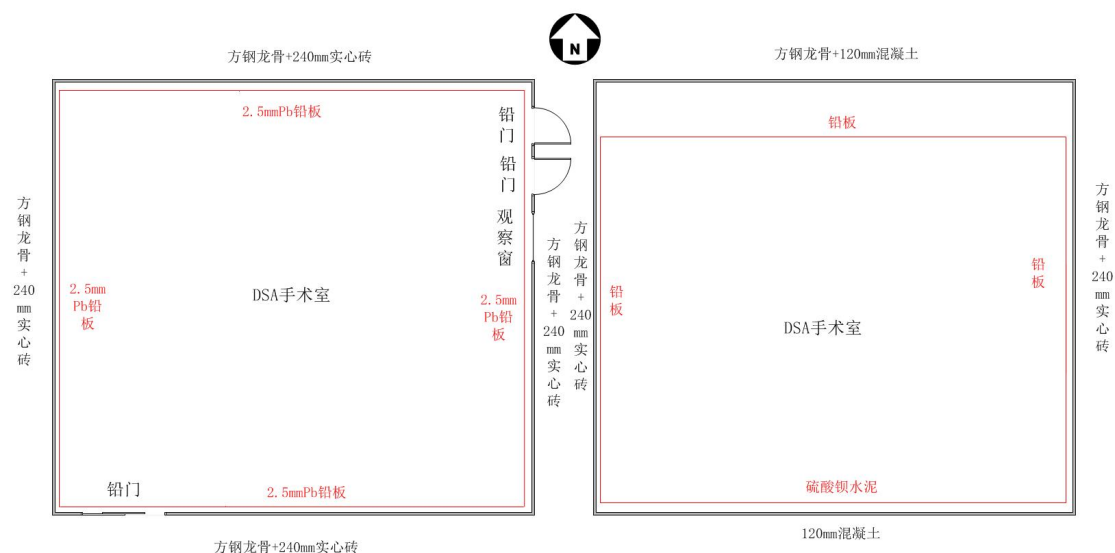 N
方钢龙骨+240mm实心砖
2.5mmPb铅板
铅门
铅门
观察窗
方钢龙骨+240mm实心砖
2.5mm
Pb铅
板
DSA手术室
2.5mm
Pb铅
板
方钢龙骨+240mm实心砖
铅门
2.5mmPb铅板
方钢龙骨+240mm实心砖
方钢龙骨+120mm混凝土
铅板
方钢龙骨+240mm实心砖
铅板
DSA手术室
铅板
方钢龙骨+240mm实心砖
硫酸钡水泥
120mm混凝土